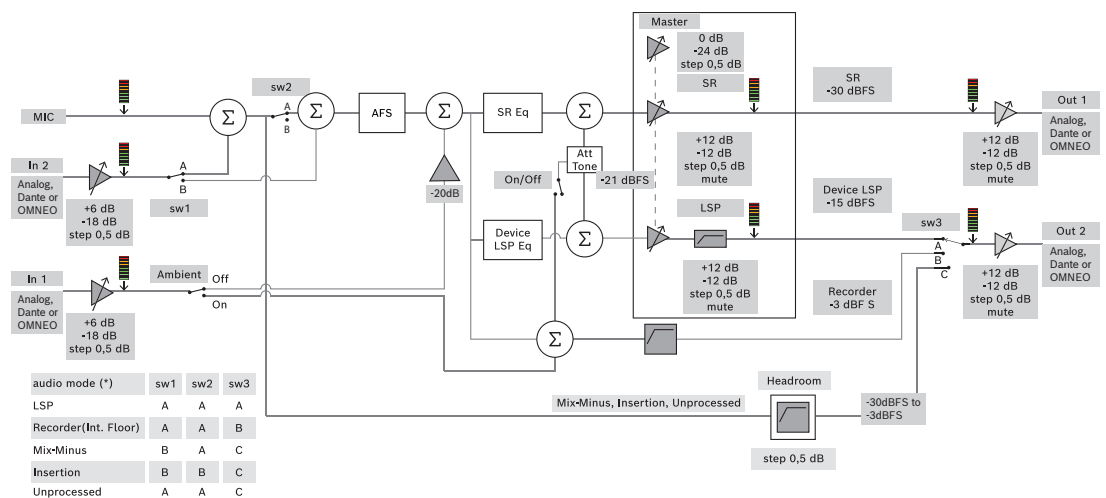 Master
0 dB
-24 dB
step 0,5 dB
SR
SR
-30 dBFS
sw2
A
B
MIC
Σ
Σ
AFS
Σ
SR Eq
Σ
Out 1
Analog,
Dante or
OMNEO
+12 dB
-12 dB
step 0,5 dB
mute
+12 dB
-12 dB
step 0,5 dB
mute
In 2
Analog,
Dante or
OMNEO
A
B
sw1
+6 dB
-18 dB
step 0,5 dB
-20dB
On/Off
Att
Tone
-21 dBFS
Device LSP
-15 dBFS
LSP
Device
LSP Eq
Σ
sw3
A
B
C
Out 2
Analog,
Dante or
OMNEO
+12 dB
-12 dB
step 0,5 dB
mute
+12 dB
-12 dB
step 0,5 dB
mute
In 1
Analog,
Dante or
OMNEO
Ambient
Off
On
+6 dB
-18 dB
step 0,5 dB
Recorder
-3 dBF S
Σ
audio mode (*) sw1 sw2 sw3
LSP A A A
Recorder(Int. Floor) A A B
Mix-Minus B A C
Insertion B B C
Unprocessed A A C
Mix-Minus, Insertion, Unprocessed
Headroom
step 0,5 dB
-30dBFS to
-3dBFS